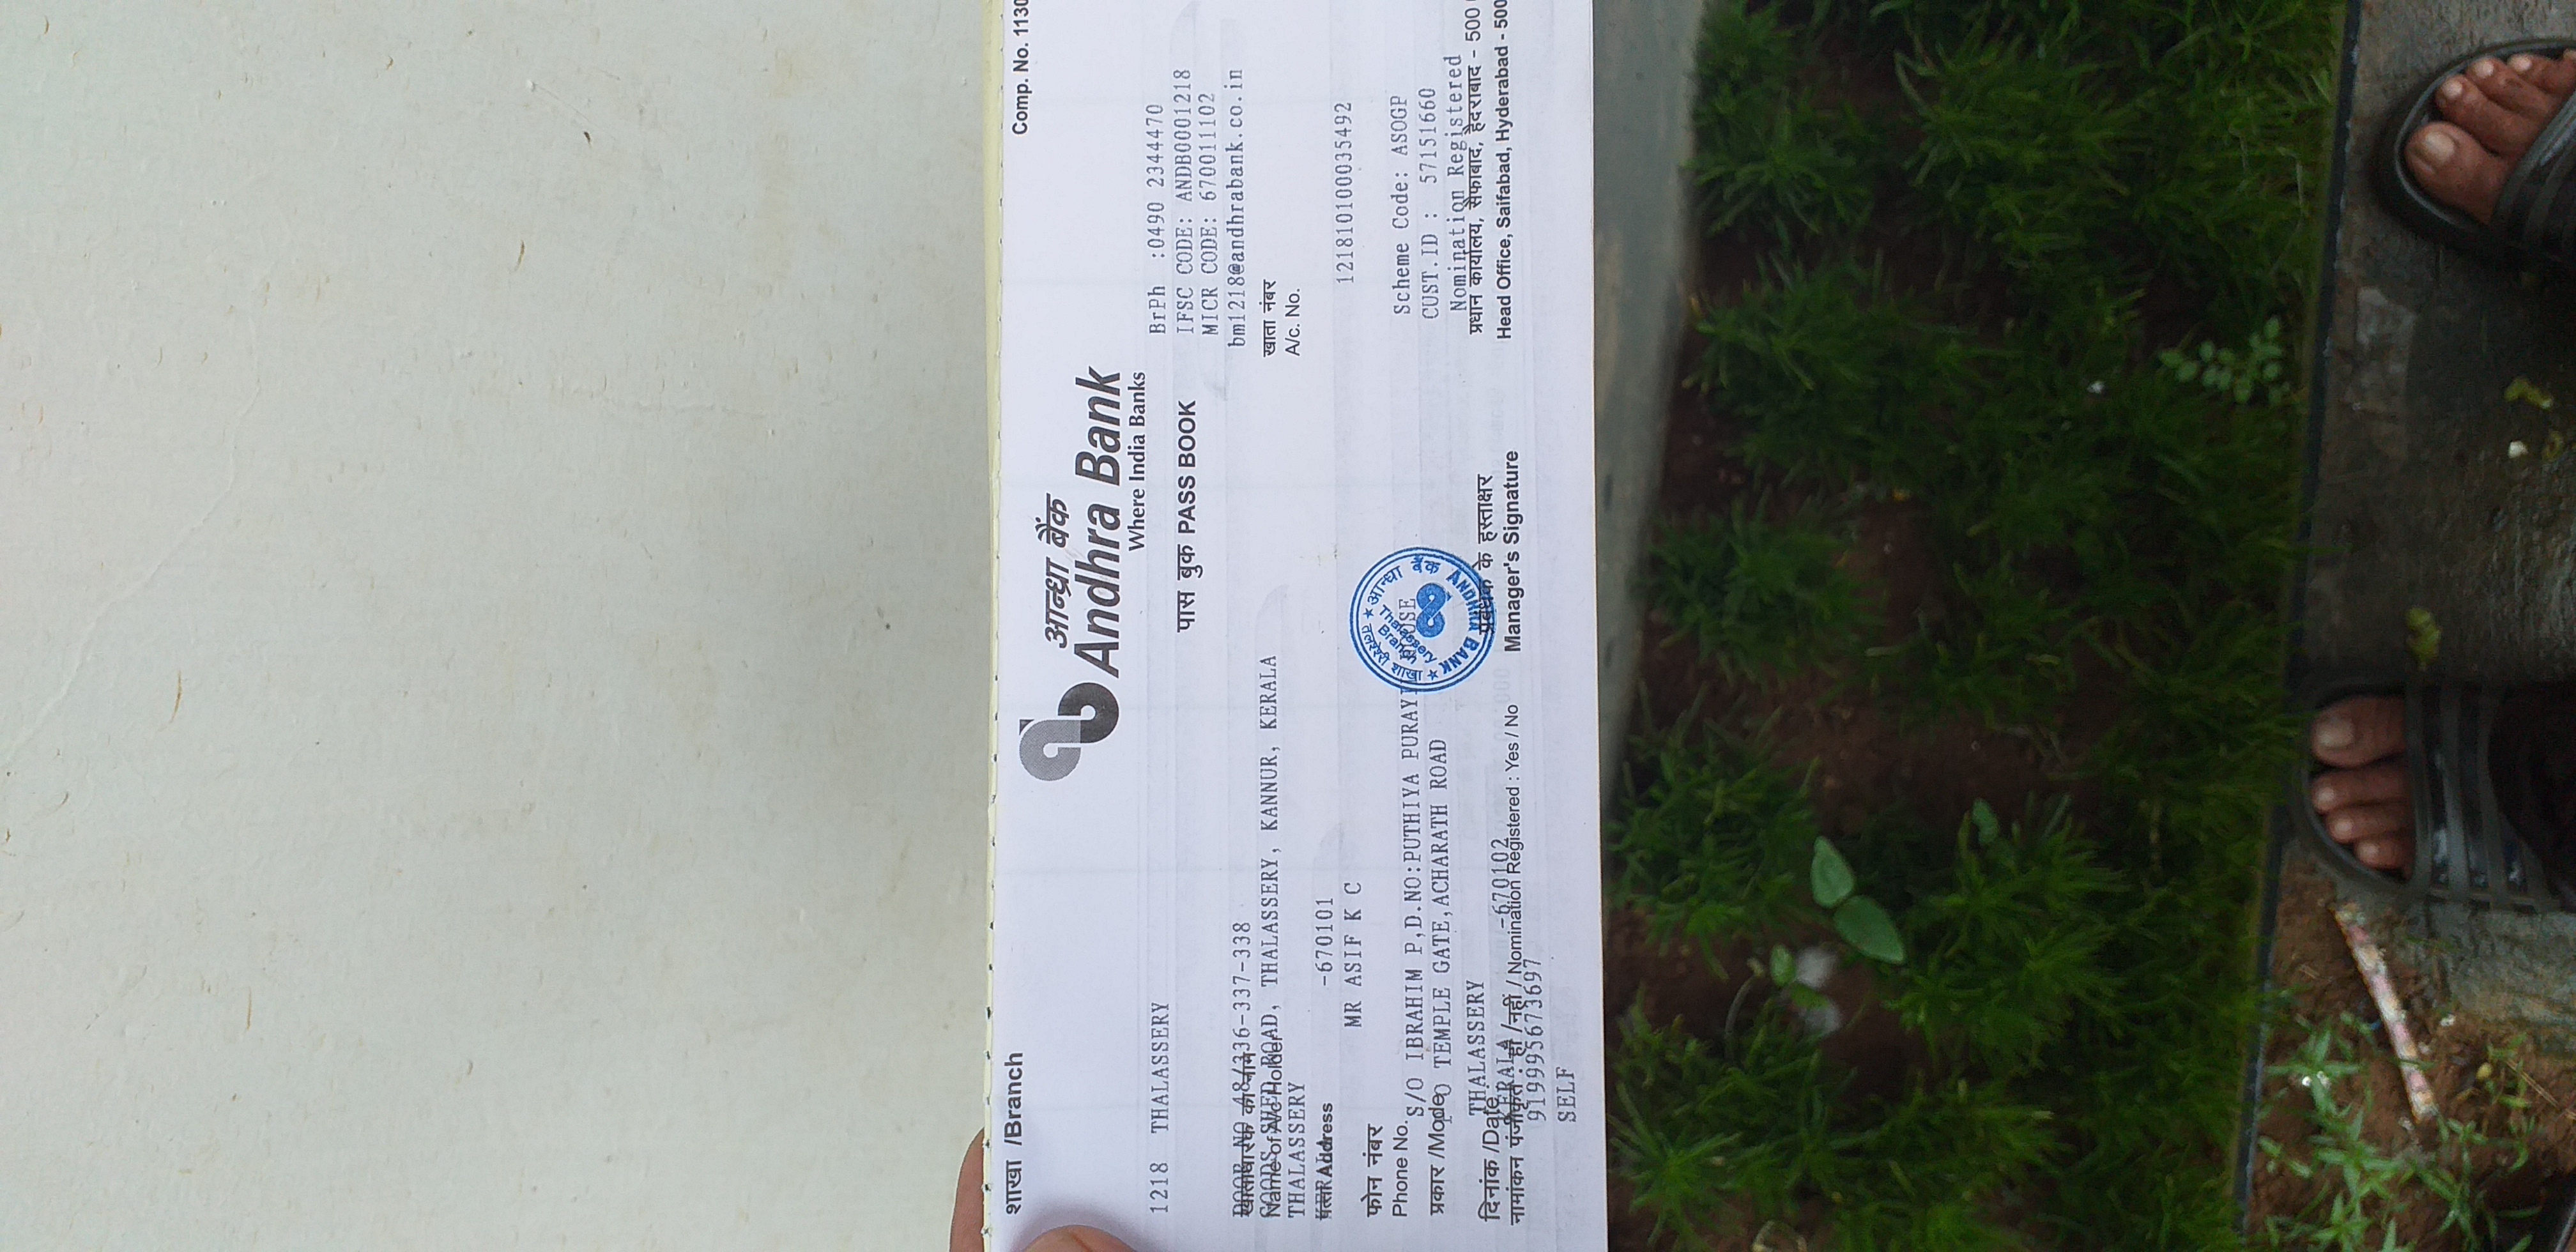 शाखा /Branch
Comp. No. 1130
आन्ध्रा बैंक
Andhra Bank
Where India Banks
1218 THALASSERY
पास बुक PASS BOOK
BrPh :0490 2344470
IFSC CODE: ANDB0001218
MICR CODE: 670011102
bm1218@andhrabank.co.in
DOOR NO 48/336-337-338
खाताधारक का नाम
GOODS SHED ROAD, THALASSERY, KANNUR, KERALA
Name of A/c Holder
खाता नंबर
A/c. No.
THALASSERY
KERALA -670101
पता Address
MR ASIF K C
121810100035492
फोन नंबर
Phone No.
S/O IBRAHIM P,D.NO:PUTHIYA PURAYIL HOUSE
Scheme Code: ASOGP
प्रकार /Mode
P O TEMPLE GATE,ACHARATH ROAD
CUST.ID : 57151660
Nomination Registered
THALASSERY
दिनांक /Date :
KERALA -670102
नामांकन पंजीकृत : हाँ /नहीं / Nomination Registered : Yes / No
919995673697
SELF
आन्ध्रा बैंक ★ ANDHRA BANK ★
Thalassery
Branch
प्रबंधक के हस्ताक्षर
Manager's Signature
प्रधान कार्यालय, सैफाबाद, हैदराबाद - 500
Head Office, Saifabad, Hyderabad - 500